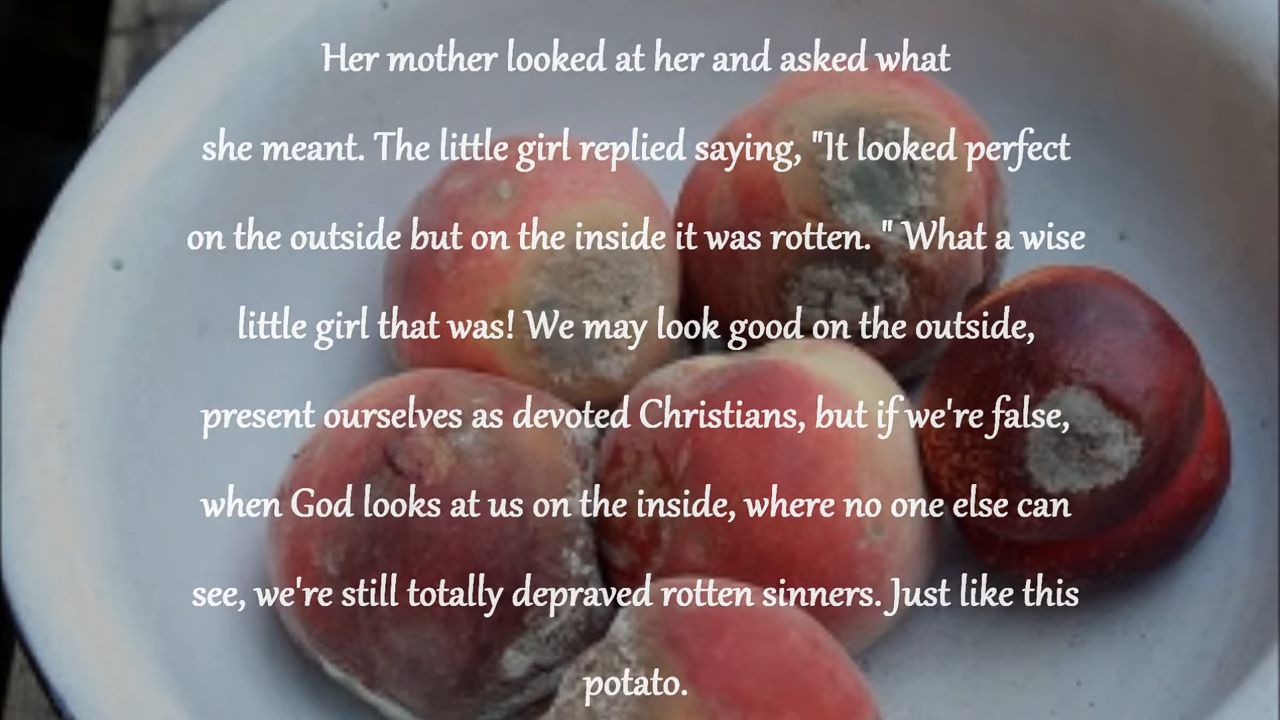 Her mother looked at her and asked what
she meant. The little girl replied saying, "It looked perfect
on the outside but on the inside it was rotten. " What a wise
little girl that was! We may look good on the outside,
present ourselves as devoted Christians, but if we're false,
when God looks at us on the inside, where no one else can
see, we're still totally depraved rotten sinners. Just like this
potato.